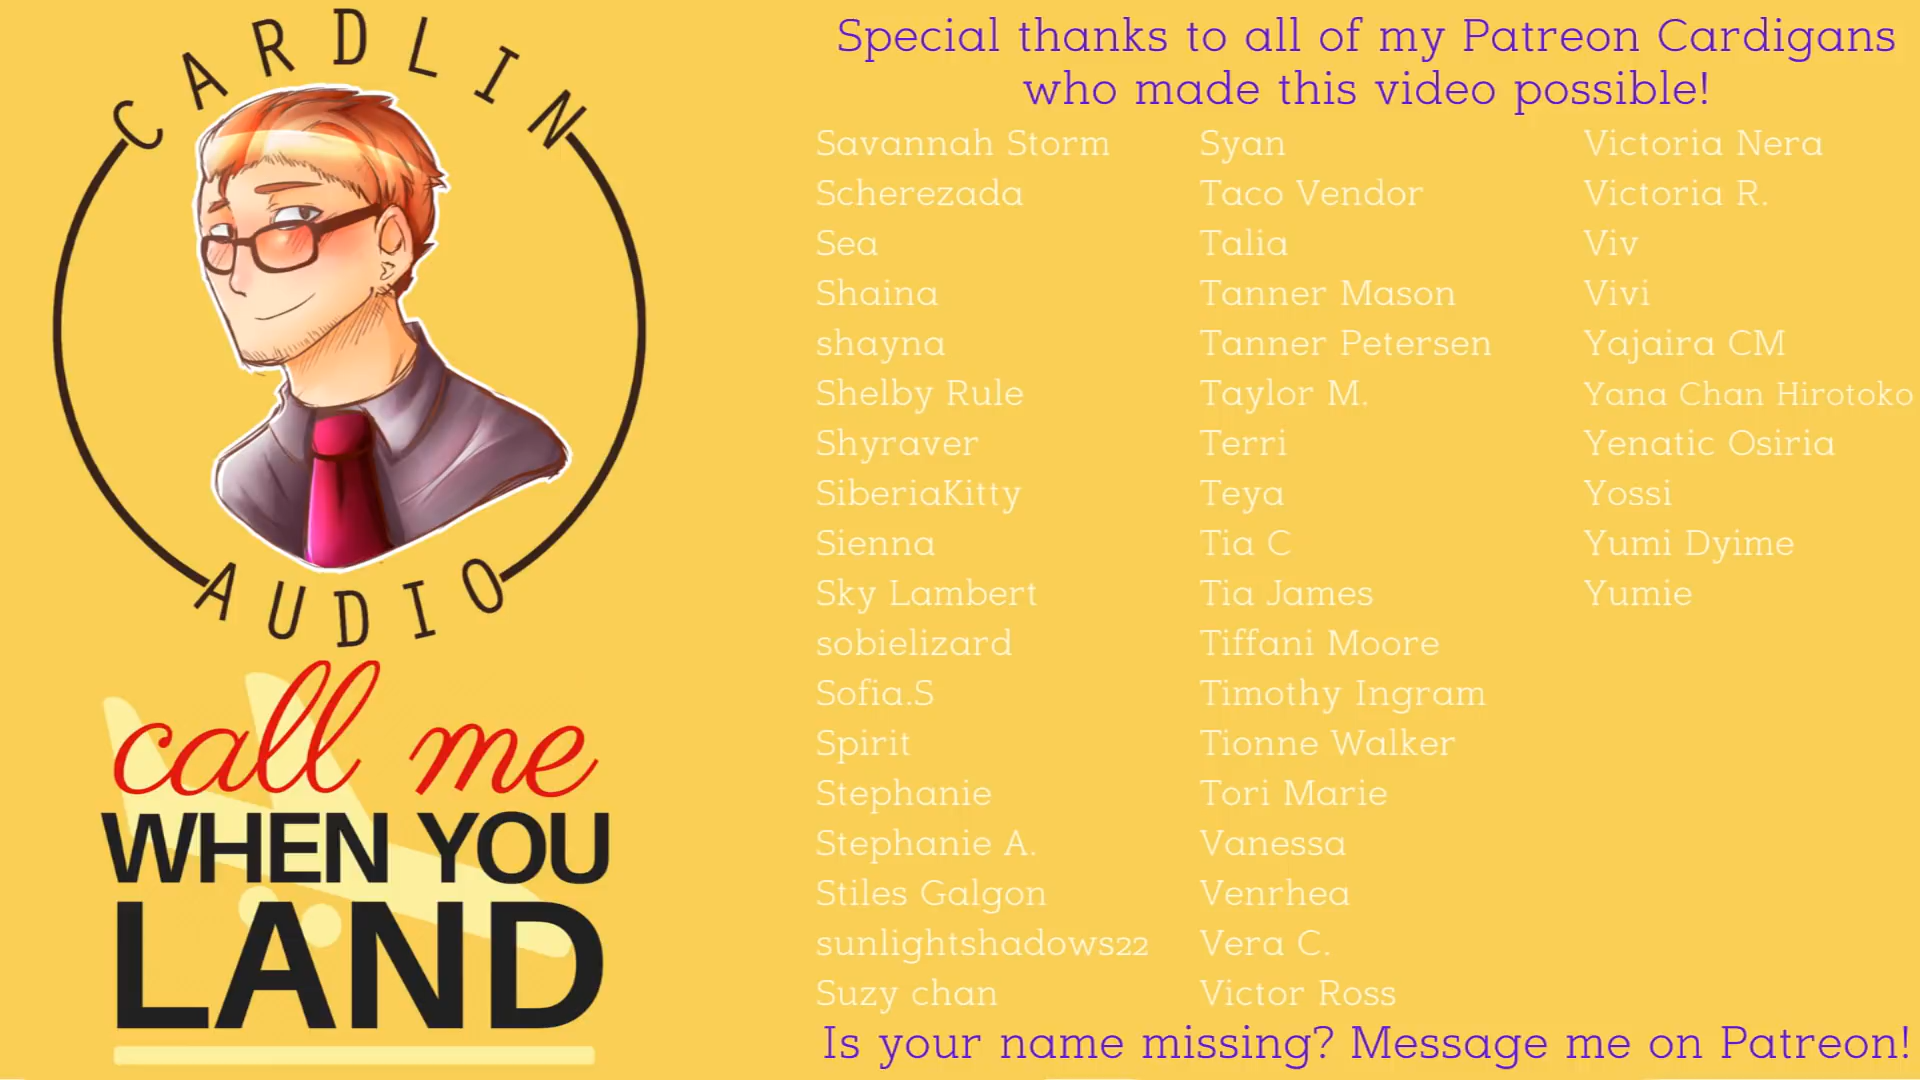 CARDLIN
AUDIO
call me
WHEN YOU
LAND
Special thanks to all of my Patreon Cardigans
who made this video possible!
Savannah Storm
Scherezada
Sea
Shaina
shayna
Shelby Rule
Shyraver
SiberiaKitty
Sienna
Sky Lambert
sobielizard
Sofia.S
Spirit
Stephanie
Stephanie A.
Stiles Galgon
sunlightshadows22
Suzy chan
Syan
Taco Vendor
Talia
Tanner Mason
Tanner Petersen
Taylor M.
Terri
Teya
Tia C
Tia James
Tiffani Moore
Timothy Ingram
Tionne Walker
Tori Marie
Vanessa
Venrhea
Vera C.
Victor Ross
Victoria Nera
Victoria R.
Viv
Vivi
Yajaira CM
Yana Chan Hirotoko
Yenatic Osiria
Yossi
Yumi Dyime
Yumie
Is your name missing? Message me on Patreon!